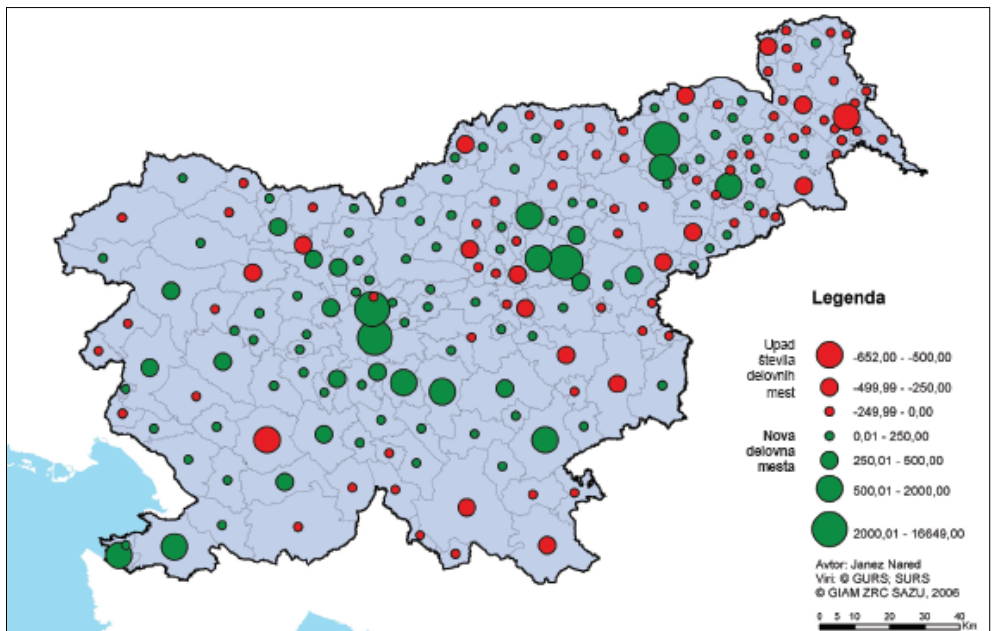 Legenda
Upad
števila
delovnih
mest
-652,00 - -500,00
-499,99 - -250,00
-249,99 - 0,00
Nova
delovna
mesta
0,01 - 250,00
250,01 - 500,00
500,01 - 2000,00
2000,01 - 16649,00
Avtor: Janez Nared
Viri: © GURS; SURS
© GIAM ZRC SAZU, 2006
0 5 10 20 30 40
Km